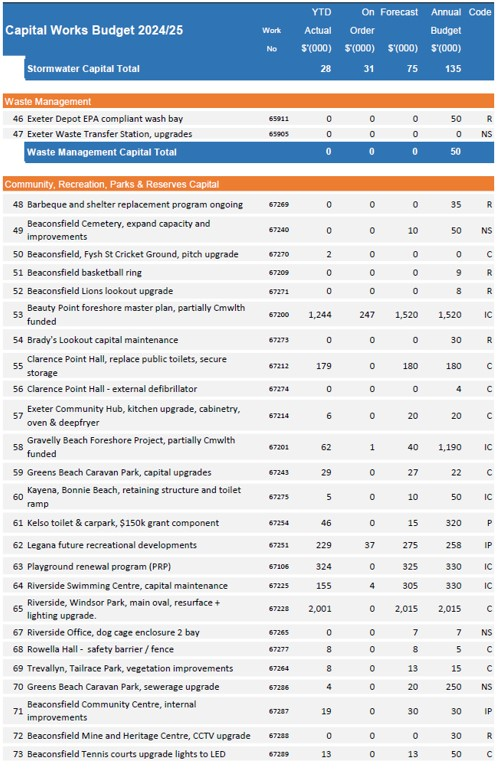 YTD On Forecast Annual Code
Capital Works Budget 2024/25 Work Actual Order Budget
No $'(000) $'(000) $'(000) $'(000)
Stormwater Capital Total 28 31 75 135
Waste Management
46 Exeter Depot EPA compliant wash bay 65911 0 0 0 50 R
47 Exeter Waste Transfer Station, upgrades 65905 0 0 0 0 NS
Waste Management Capital Total 0 0 0 50
Community, Recreation, Parks & Reserves Capital
48 Barbeque and shelter replacement program ongoing 67269 0 0 0 35 R
49 Beaconsfield Cemetery, expand capacity and
improvements 67240 0 0 10 50 NS
50 Beaconsfield, Fysh St Cricket Ground, pitch upgrade 67270 2 0 0 0 C
51 Beaconsfield basketball ring 67209 0 0 0 9 R
52 Beaconsfield Lions lookout upgrade 67271 0 0 0 8 R
53 Beauty Point foreshore master plan, partially Cmwlth
funded 67200 1,244 247 1,520 1,520 IC
54 Brady's Lookout capital maintenance 67273 0 0 0 30 R
55 Clarence Point Hall, replace public toilets, secure
storage 67212 179 0 180 180 C
56 Clarence Point Hall - external defibrillator 67274 0 0 0 4 C
57 Exeter Community Hub, kitchen upgrade, cabinetry,
oven & deepfryer 67214 6 0 20 20 C
58 Gravelly Beach Foreshore Project, partially Cmwlth
funded 67201 62 1 40 1,190 IC
59 Greens Beach Caravan Park, capital upgrades 67243 29 0 27 22 C
60 Kayena, Bonnie Beach, retaining structure and toilet
ramp 67275 5 0 10 50 IC
61 Kelso toilet & carpark, $150k grant component 67254 46 0 15 320 P
62 Legana future recreational developments 67251 229 37 275 258 IP
63 Playground renewal program (PRP) 67106 324 0 325 330 IC
64 Riverside Swimming Centre, capital maintenance 67225 155 4 305 330 IC
65 Riverside, Windsor Park, main oval, resurface +
lighting upgrade. 67228 2,001 0 2,015 2,015 C
67 Riverside Office, dog cage enclosure 2 bay 67265 0 0 7 7 NS
68 Rowella Hall - safety barrier / fence 67277 8 0 8 5 C
69 Trevallyn, Tailrace Park, vegetation improvements 67264 8 0 13 15 C
70 Greens Beach Caravan Park, sewerage upgrade 67286 4 0 20 250 NS
71 Beaconsfield Community Centre, internal
improvements 67287 19 0 30 30 IP
72 Beaconsfield Mine and Heritage Centre, CCTV upgrade 67288 0 0 0 30 R
73 Beaconsfield Tennis courts upgrade lights to LED 67289 13 0 13 50 C